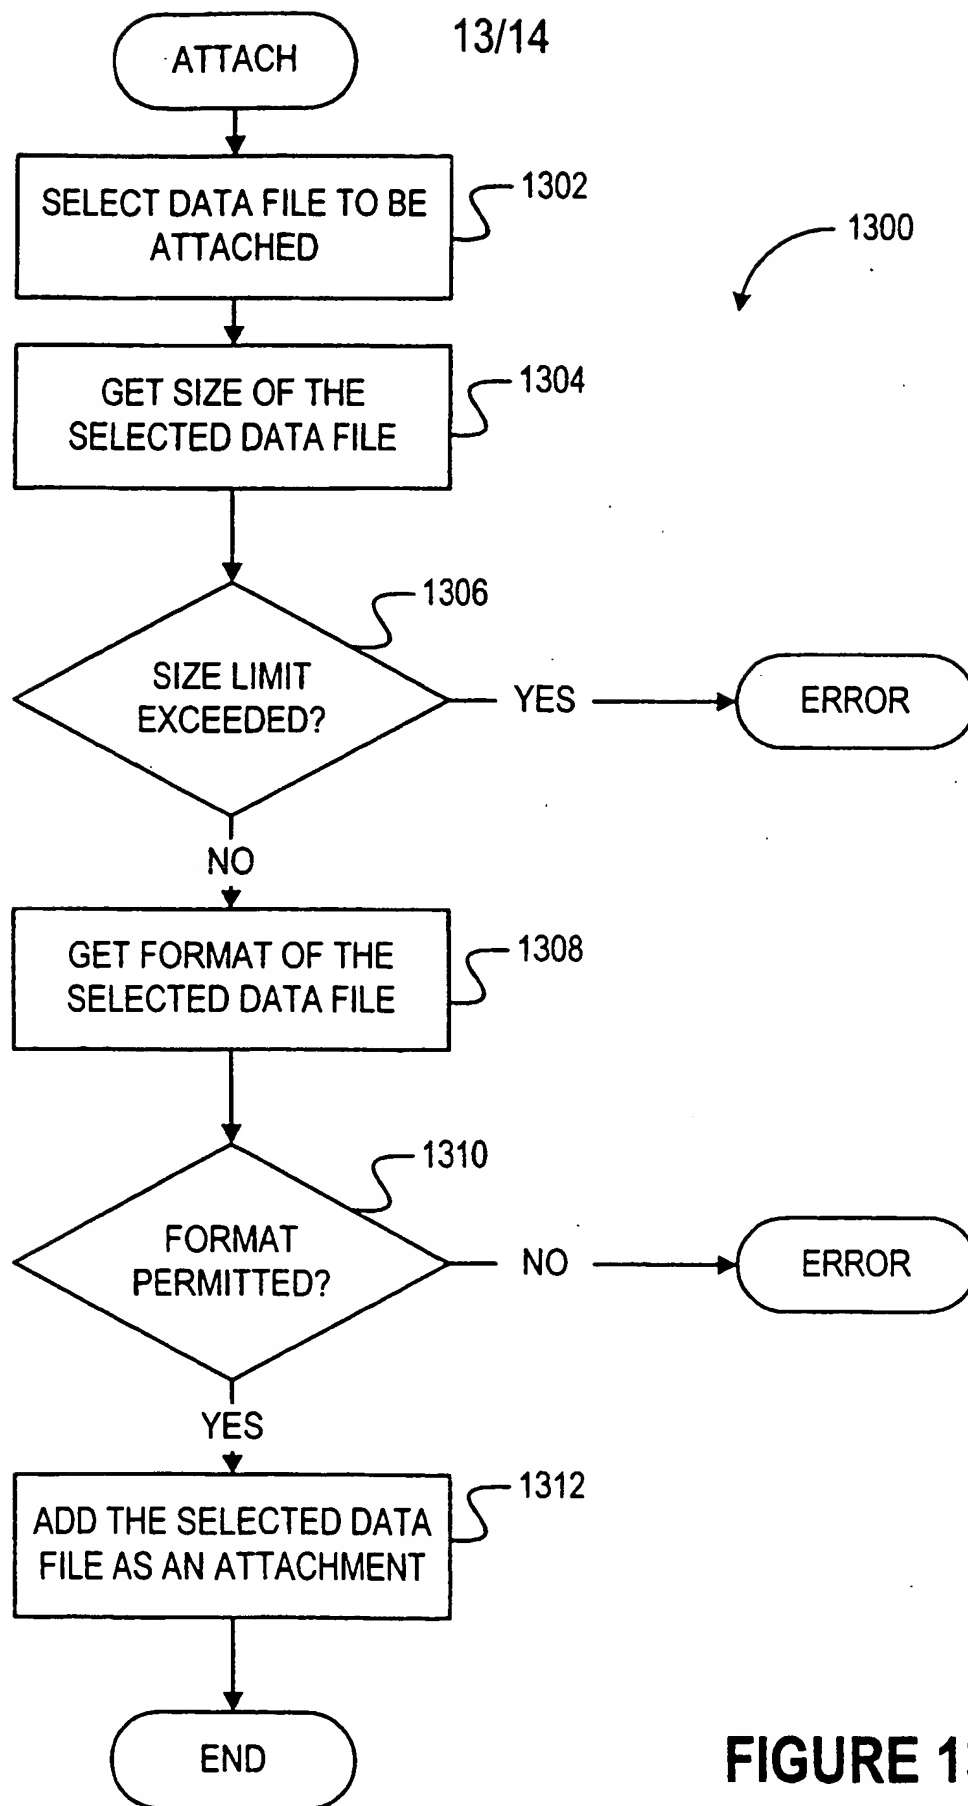 13/14
ATTACH
SELECT DATA FILE TO BE
ATTACHED
1302
1300
GET SIZE OF THE
SELECTED DATA FILE
1304
1306
SIZE LIMIT
EXCEEDED?
YES
ERROR
NO
GET FORMAT OF THE
SELECTED DATA FILE
1308
1310
FORMAT
PERMITTED?
NO
ERROR
YES
ADD THE SELECTED DATA
FILE AS AN ATTACHMENT
1312
END
FIGURE 13